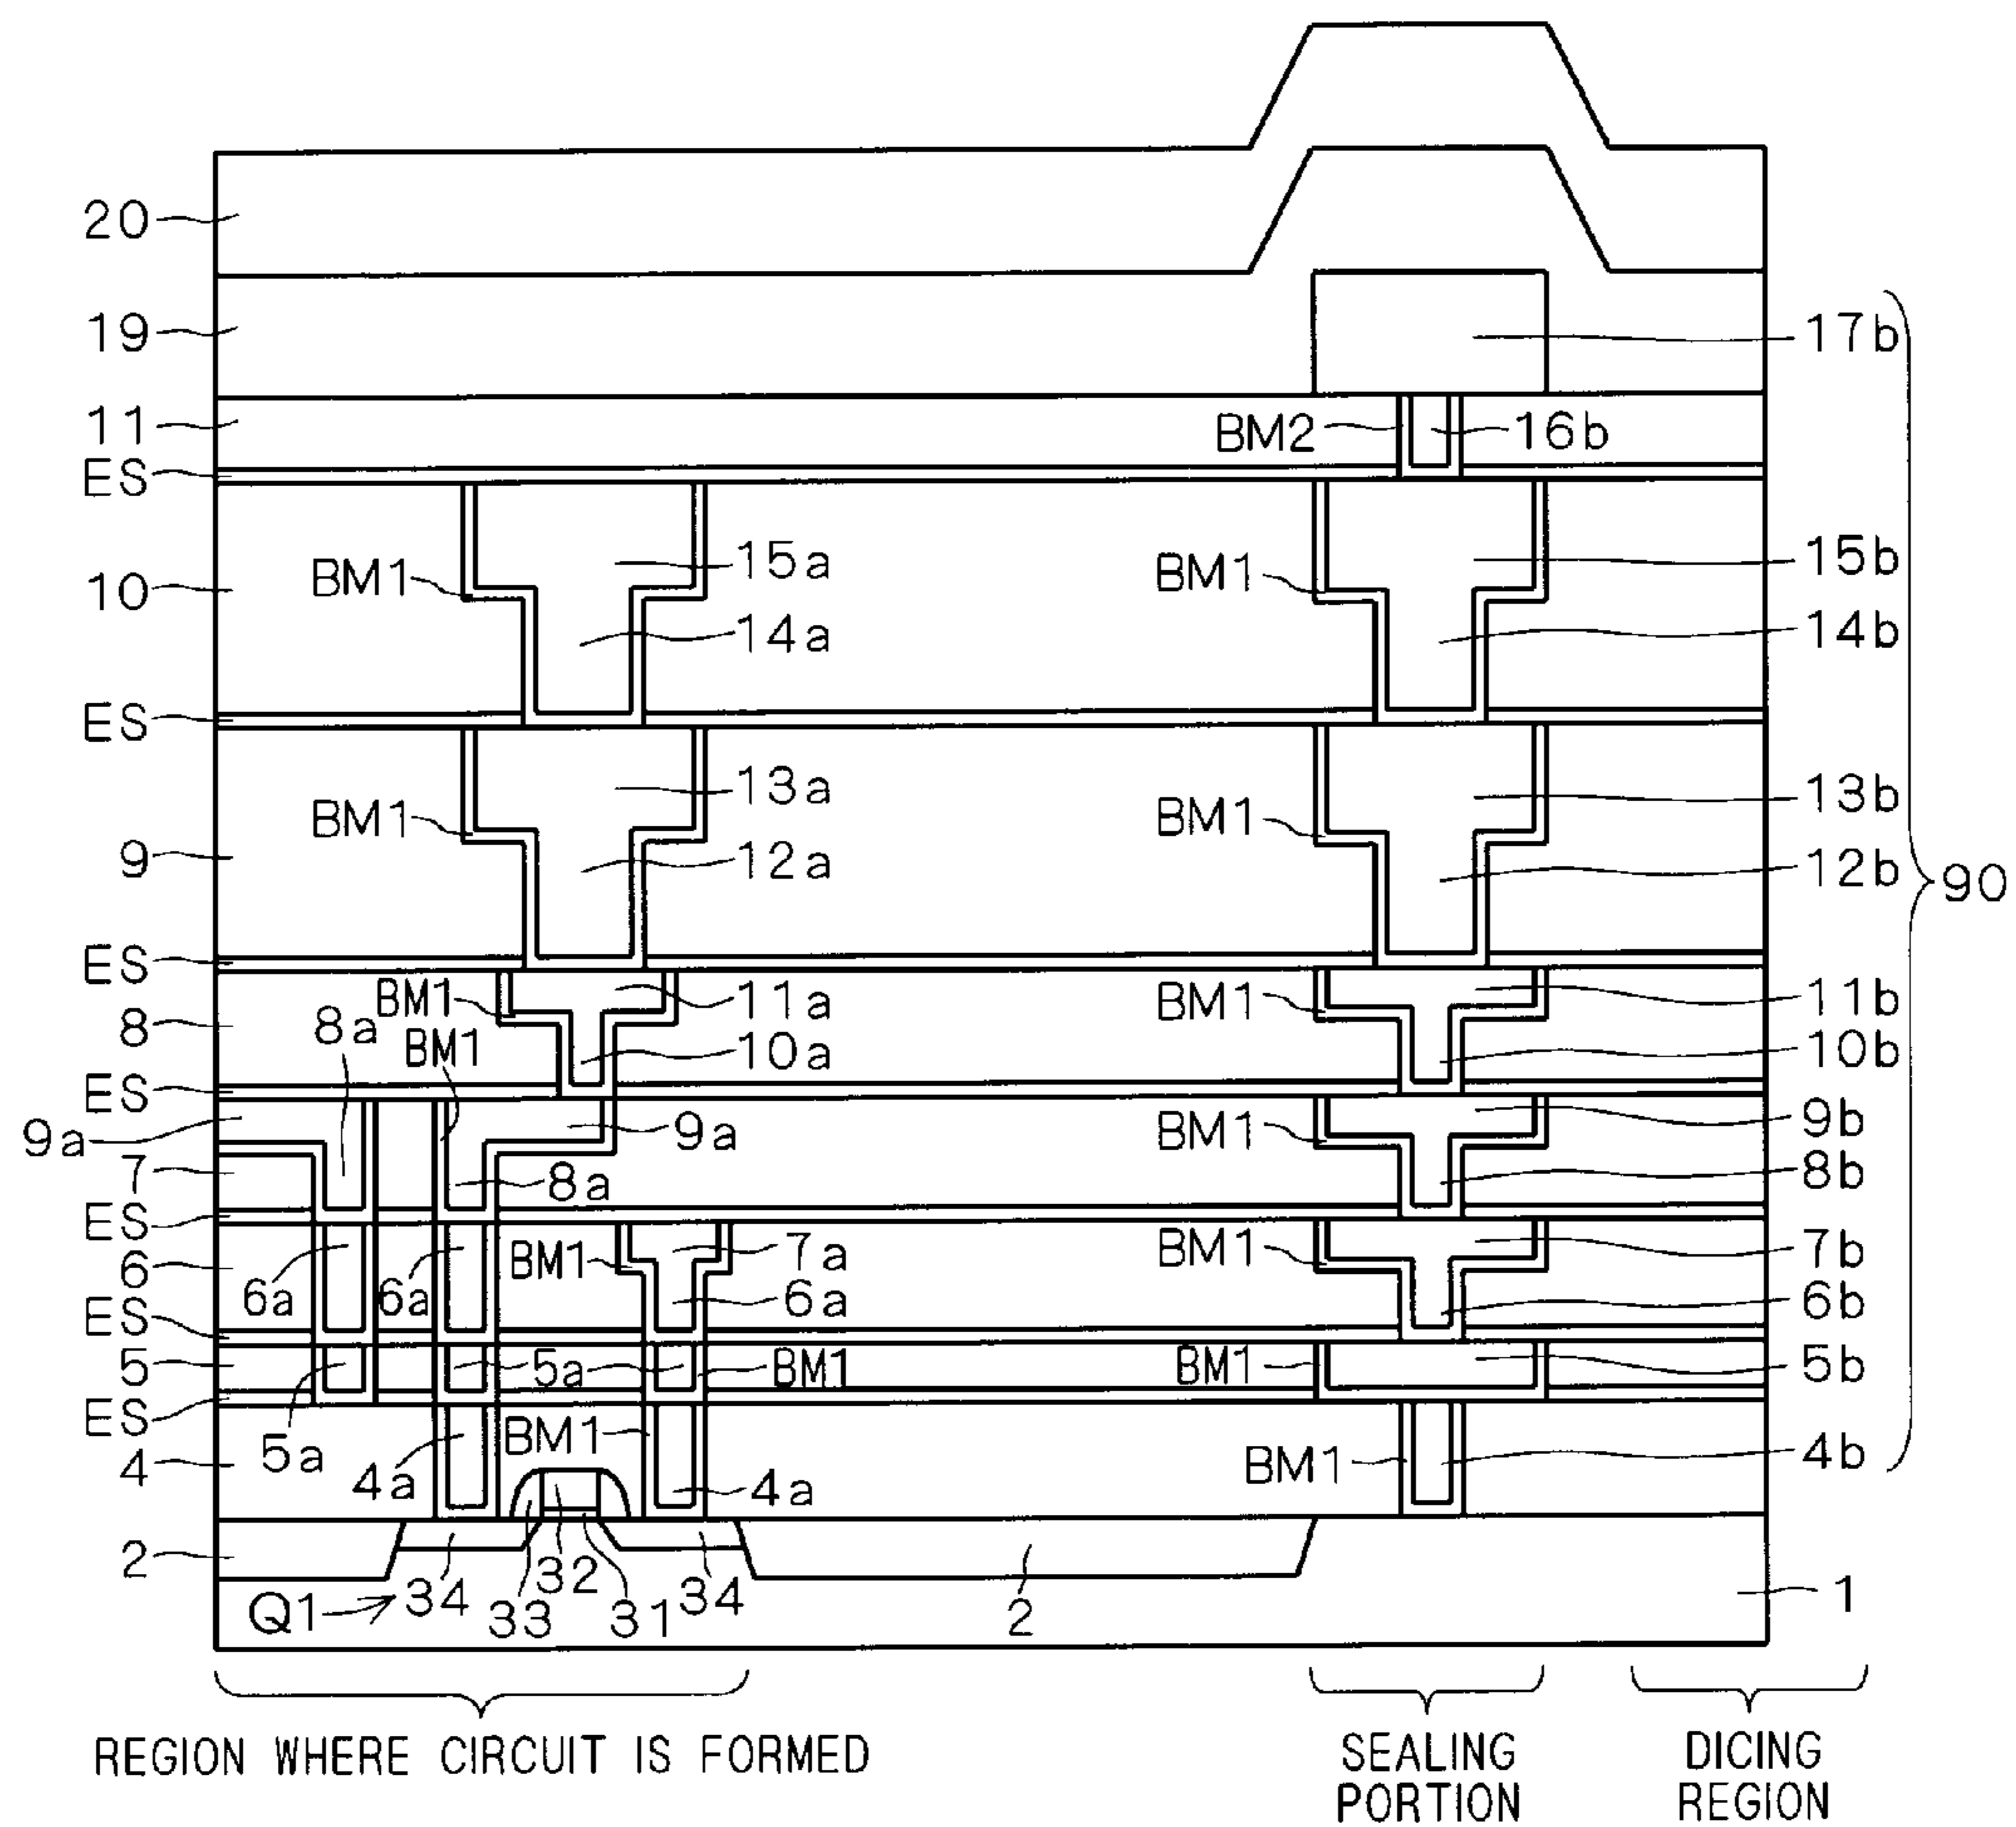 20
19
17b
11
BM2
16b
ES
10
BM1
15a
BM1
15b
14a
14b
ES
13a
13b
BM1
BM1
9
12a
12b
90
ES
BM1
11a
BM1
11b
8
8a
BM1
10a
10b
ES
9a
9a
BM1
9b
7
8a
8b
ES
BM1
7a
BM1
7b
6
6a
6a
6a
6b
ES
5
5a
BM1
BM1
5b
ES
5a
BM1
4
4a
4a
BM1
4b
2
34
33
32
31
34
2
1
Q1
REGION WHERE CIRCUIT IS FORMED
SEALING
PORTION
DICING
REGION